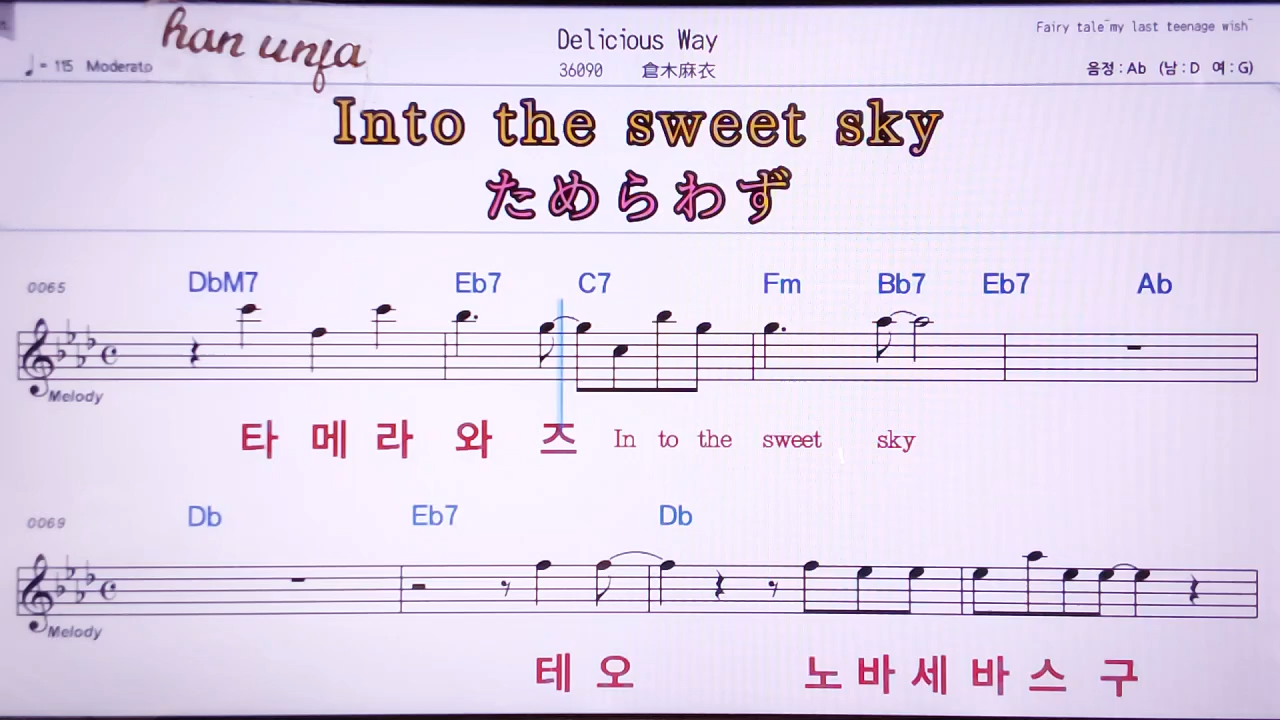 han unja
Delicious Way
Fairy tale~my last teenage wish~
♩= 115 Moderato
36090 倉木麻衣
음정 : Ab (남 : D 여 : G)
Into the sweet sky
ためらわず
0065 DbM7 Eb7 C7 Fm Bb7 Eb7 Ab
Melody
타 메 라 와 즈 In to the sweet sky
0069 Db Eb7 Db
Melody
테 오 노 바 세 바 스 구